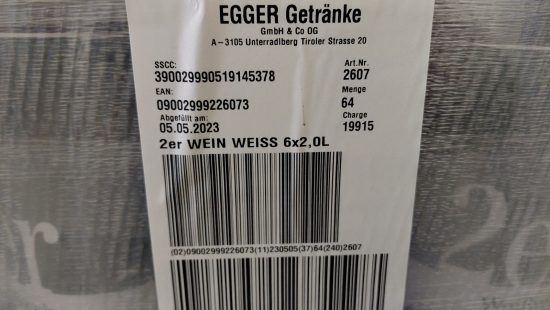 EGGER Getränke
GmbH & Co OG
A-3105 Unterradlberg Tiroler Strasse 20
SSCC: Art.Nr.
390029990519145378 2607
EAN: Menge
09002999226073 64
Abgefüllt am: Charge
05.05.2023 19915
2er WEIN WEISS 6x2,0L
(02)09002999226073(11)230505(37)64(240)2607